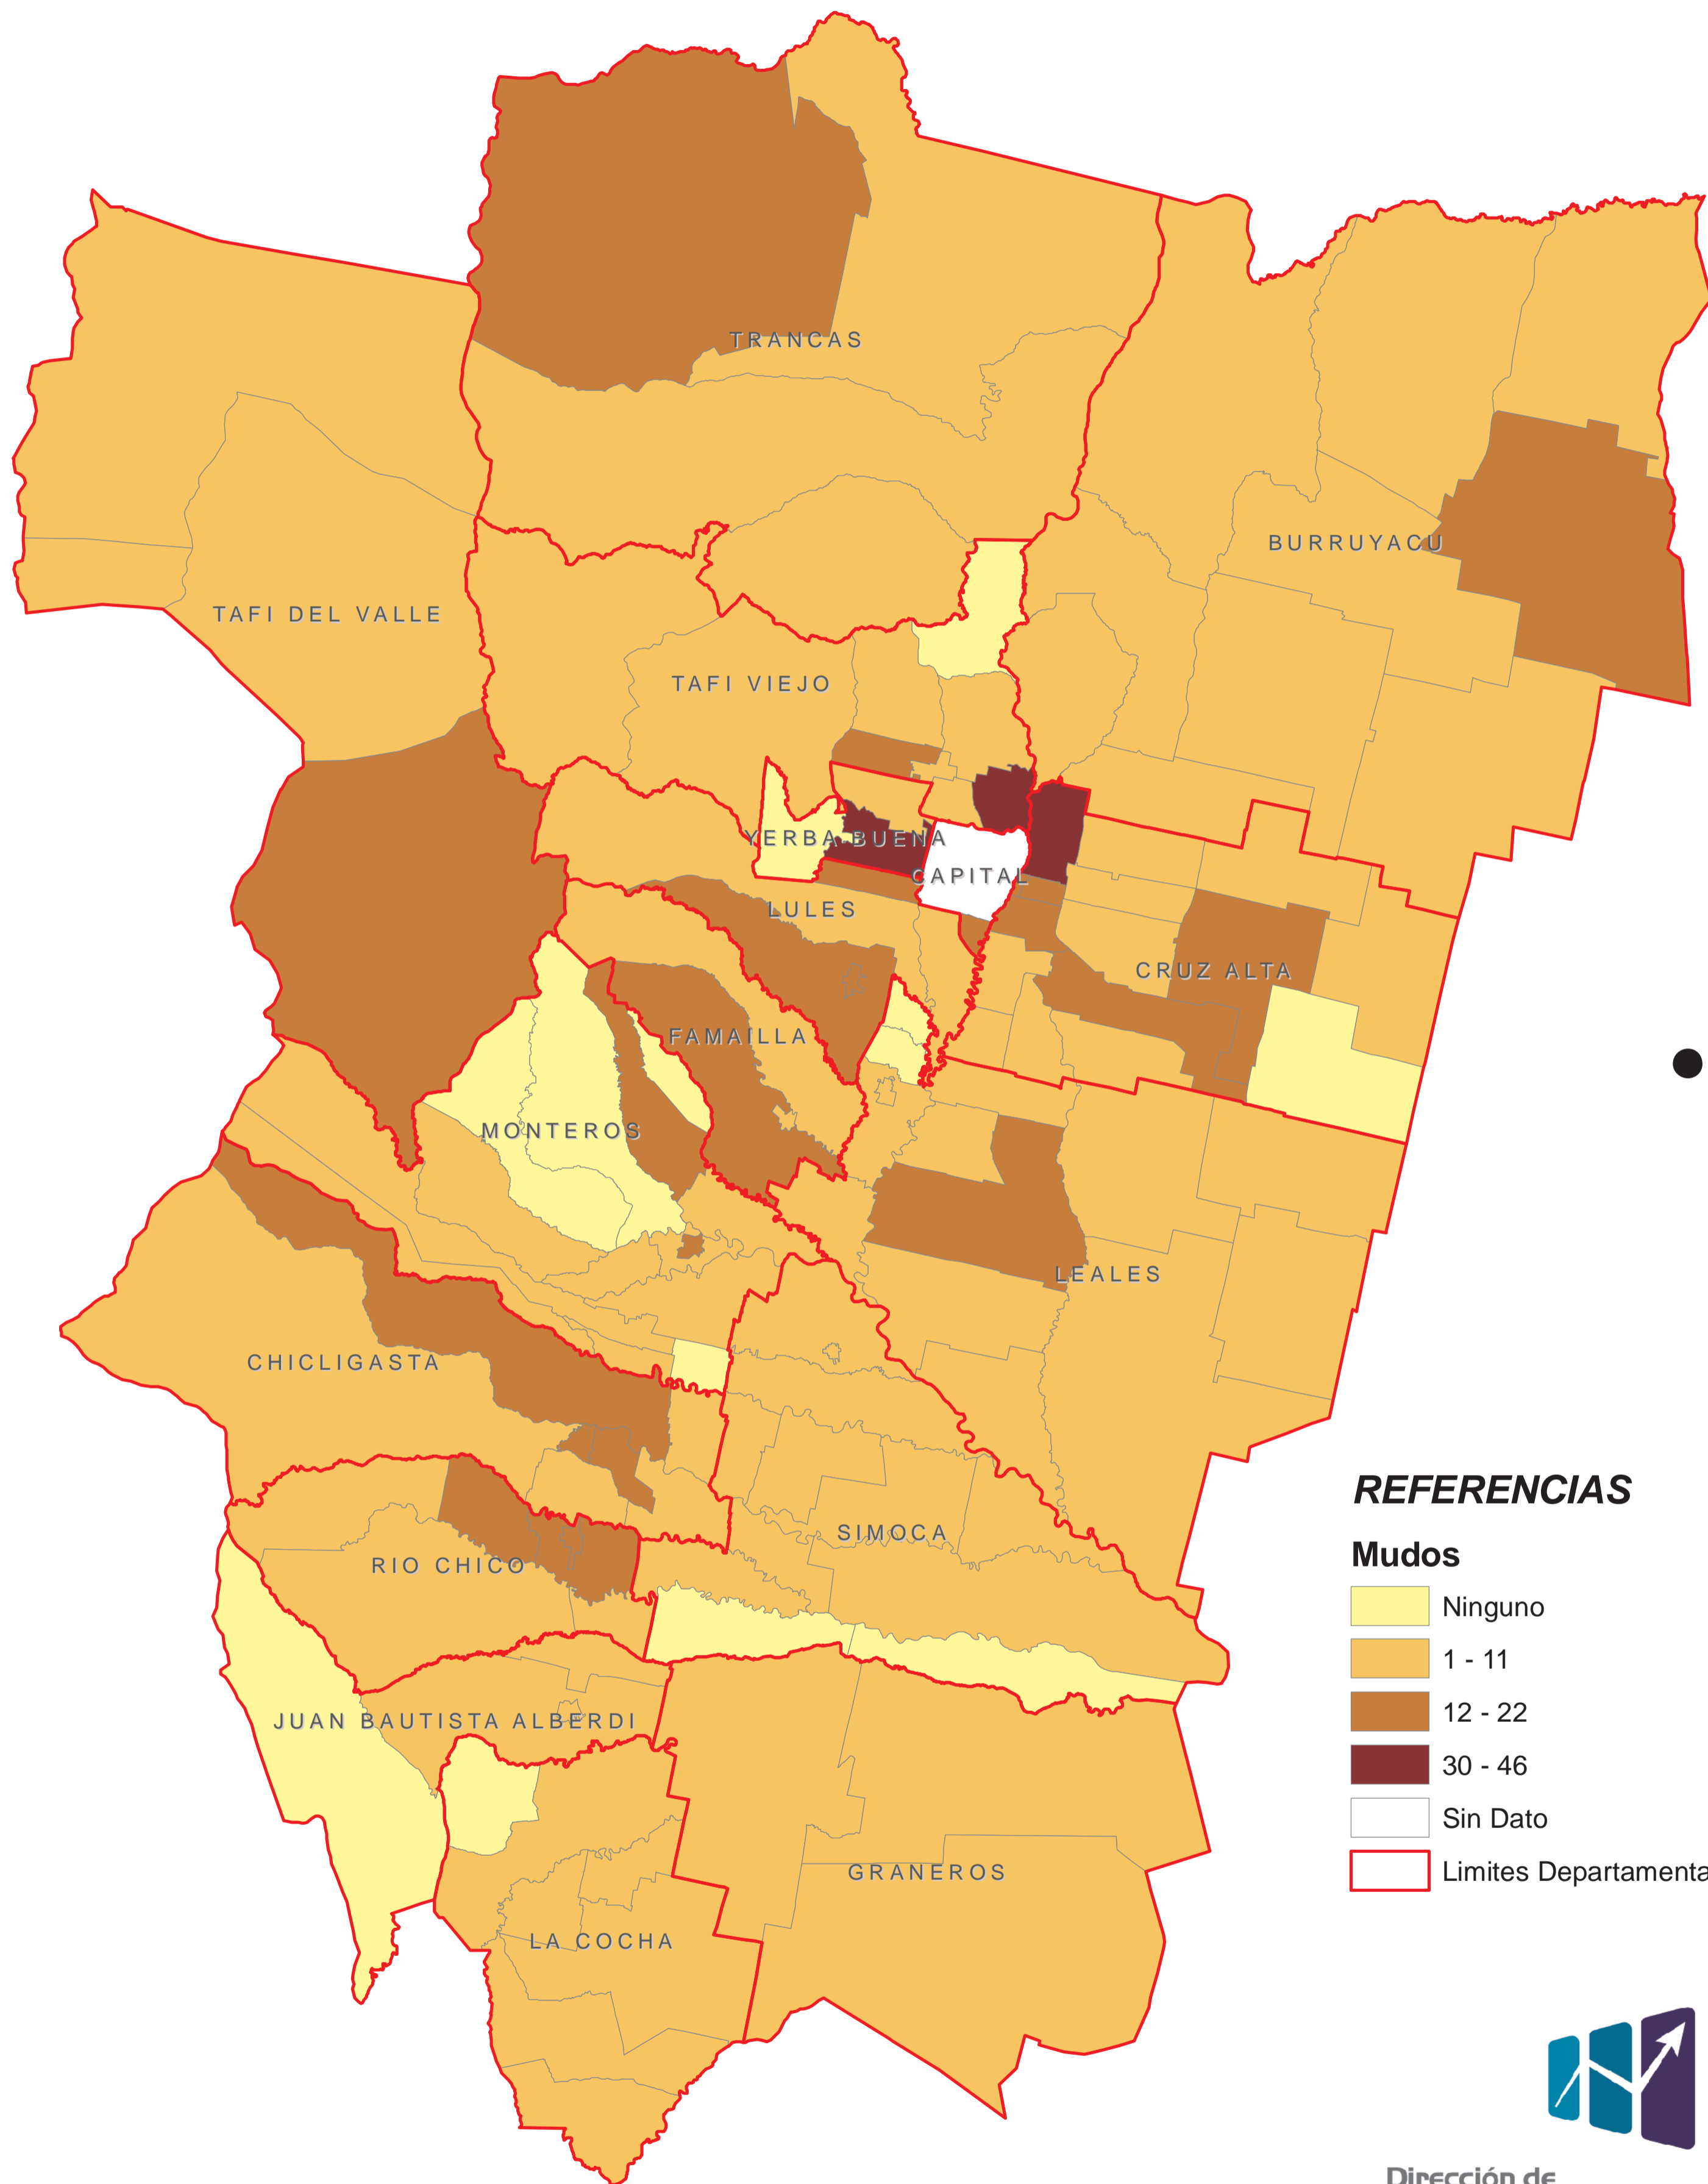 TRANCAS
BURRUYACU
TAFI DEL VALLE
TAFI VIEJO
YERBA BUENA
CAPITAL
LULES
CRUZ ALTA
FAMAILLA
MONTEROS
LEALES
CHICLIGASTA
REFERENCIAS
SIMOCA
Mudos
RIO CHICO
Ninguno
1 - 11
12 - 22
JUAN BAUTISTA ALBERDI
30 - 46
Sin Dato
Limites Departamenta
GRANEROS
LA COCHA
Dirección de